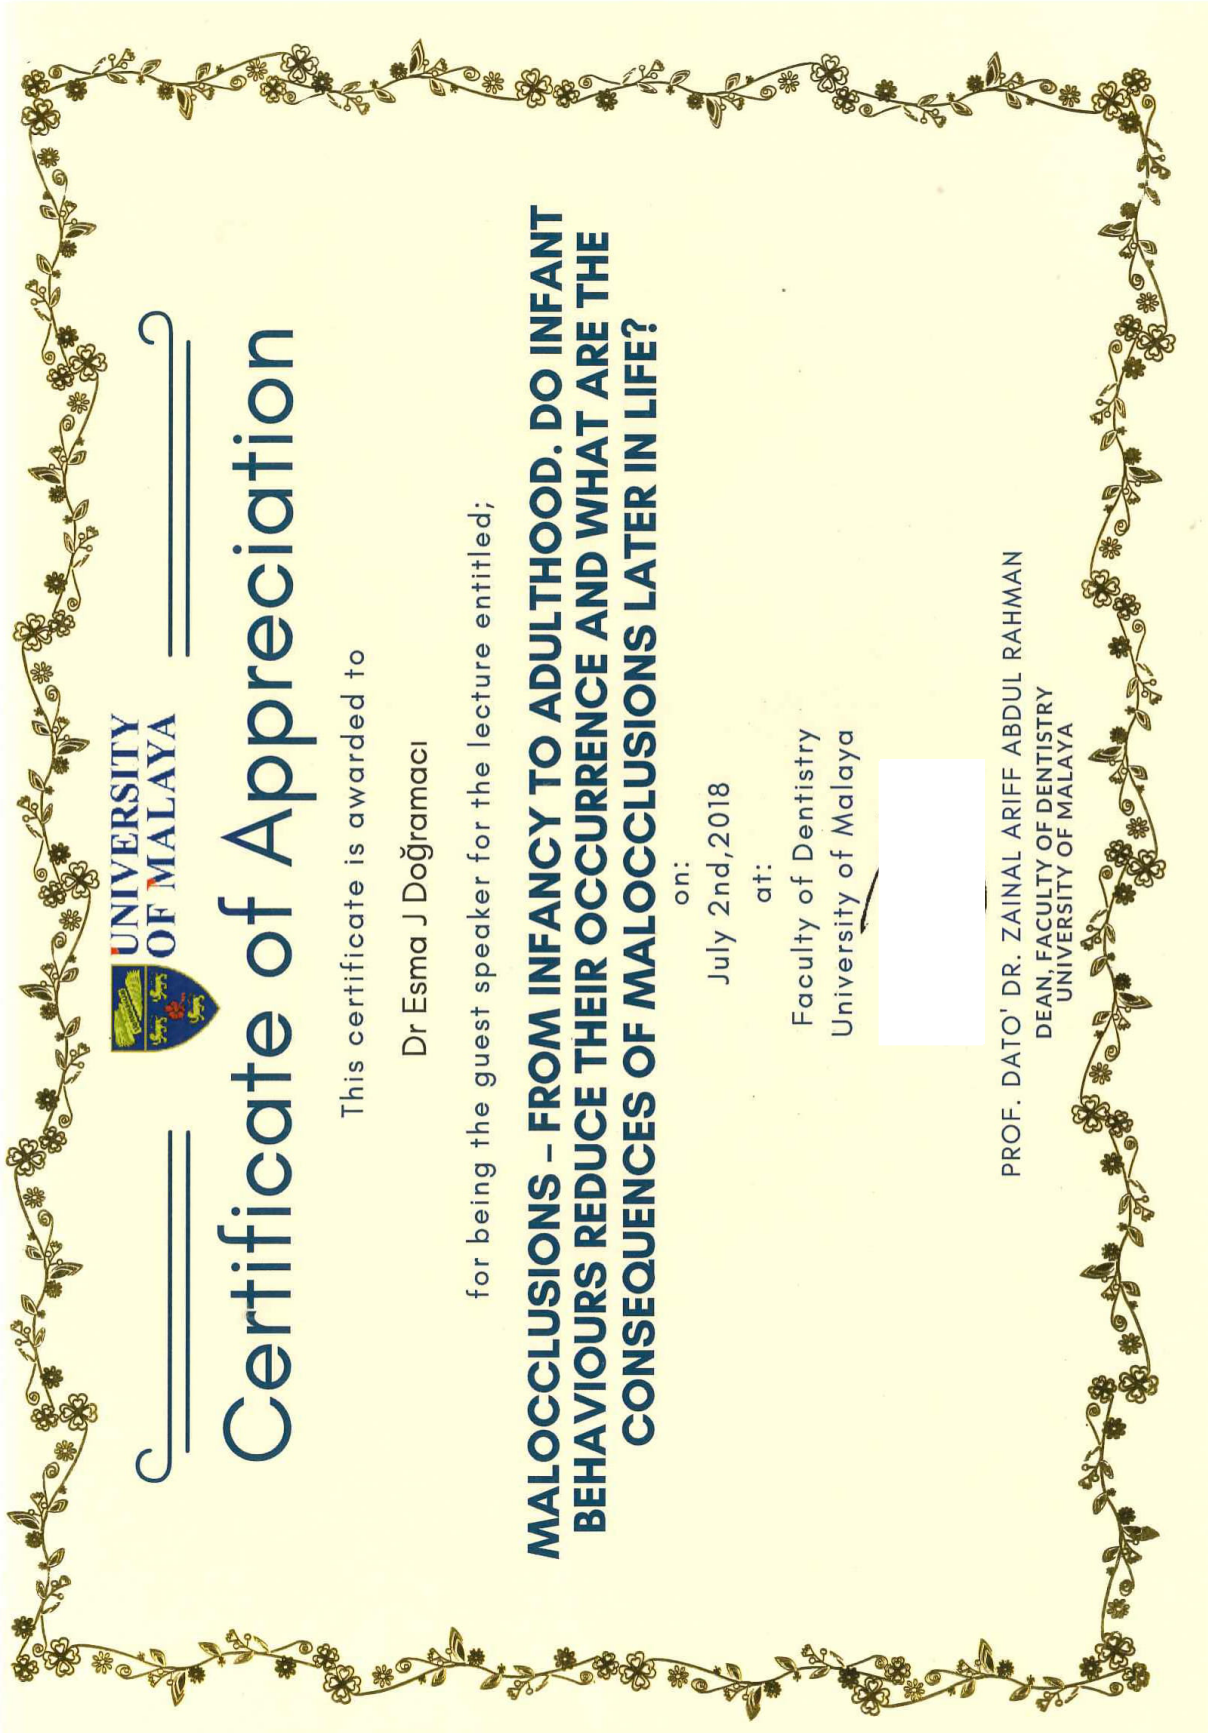 UNIVERSITY
OF MALAYA
Certificate of Appreciation
This certificate is awarded to
Dr Esma J Doğramacı
for being the guest speaker for the lecture entitled;
MALOCCLUSIONS – FROM INFANCY TO ADULTHOOD. DO INFANT
BEHAVIOURS REDUCE THEIR OCCURRENCE AND WHAT ARE THE
CONSEQUENCES OF MALOCCLUSIONS LATER IN LIFE?
on:
July 2nd,2018
at:
Faculty of Dentistry
University of Malaya
PROF. DATO' DR. ZAINAL ARIFF ABDUL RAHMAN
DEAN, FACULTY OF DENTISTRY
UNIVERSITY OF MALAYA